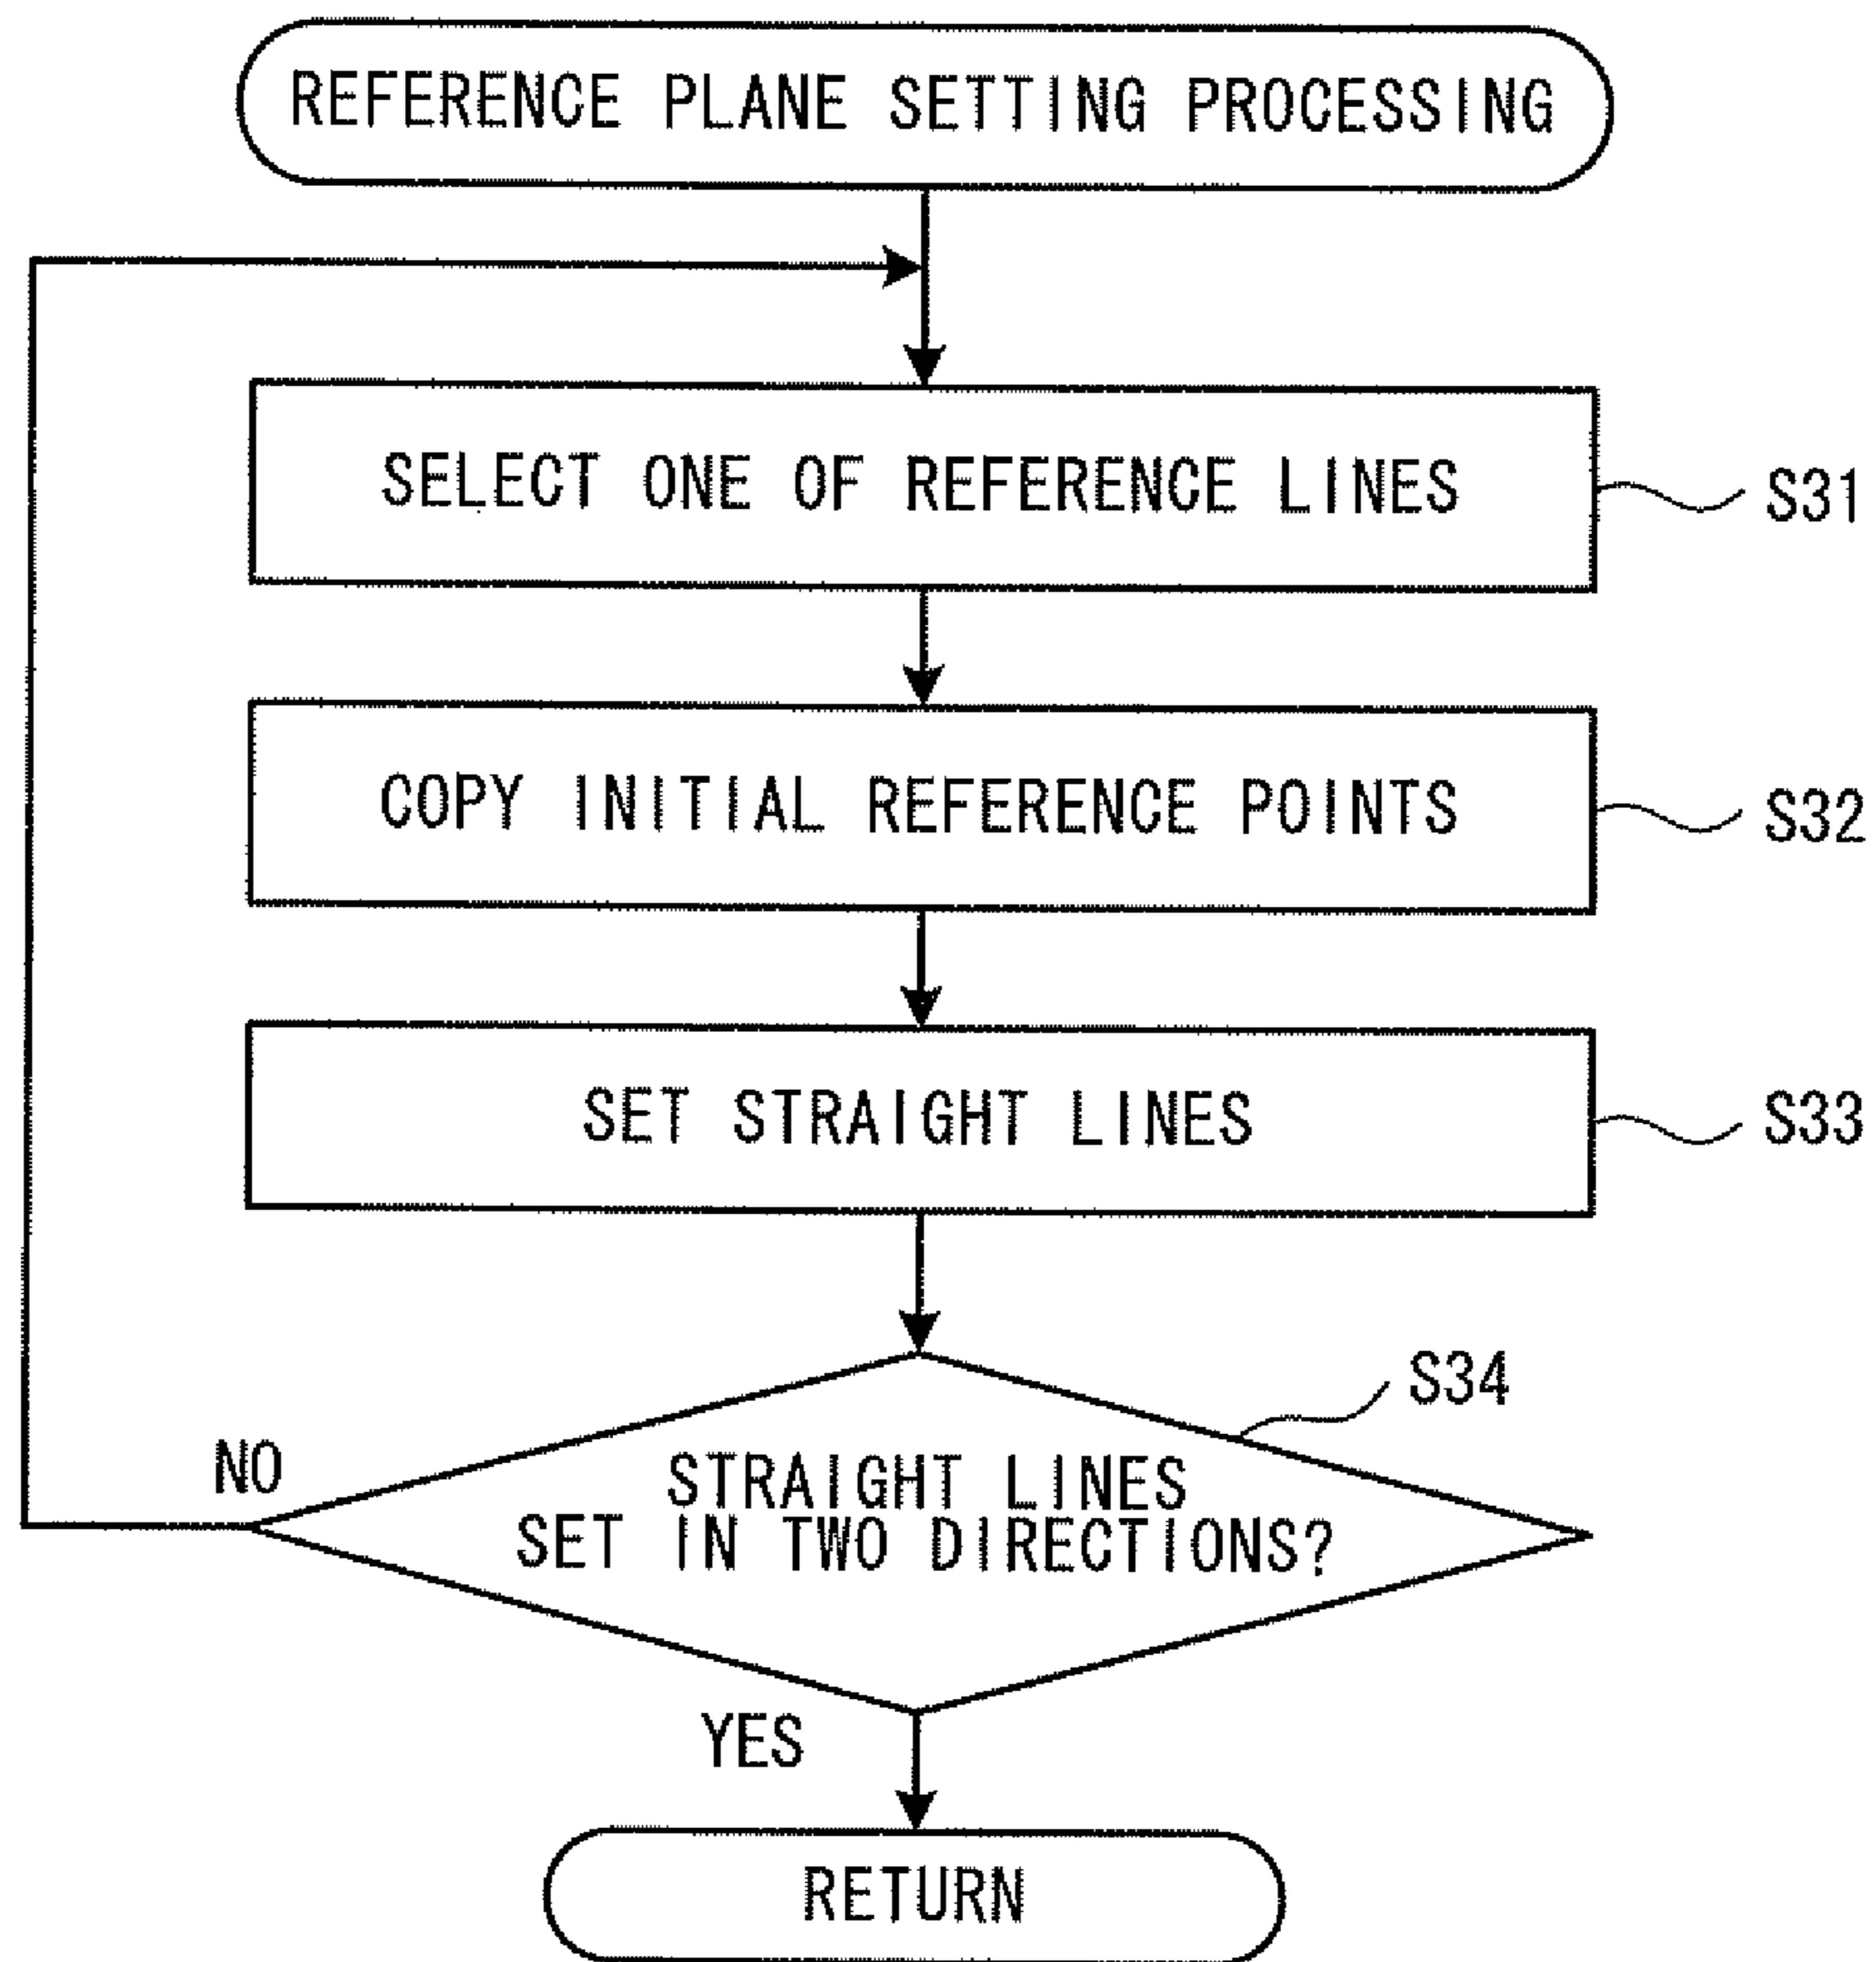 REFERENCE PLANE SETTING PROCESSING
SELECT ONE OF REFERENCE LINES
S31
COPY INITIAL REFERENCE POINTS
S32
SET STRAIGHT LINES
S33
S34
NO
STRAIGHT LINES
SET IN TWO DIRECTIONS?
YES
RETURN